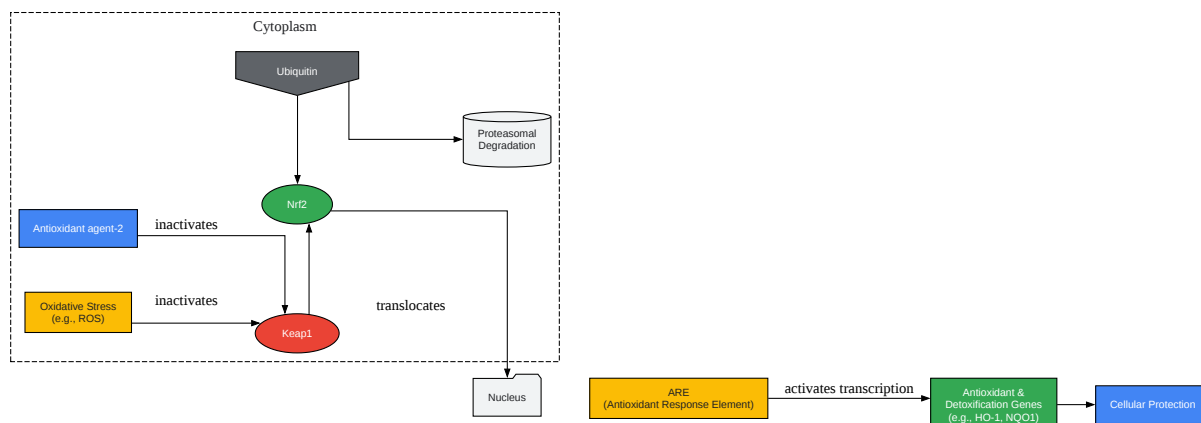 Cytoplasm
Ubiquitin
Proteasomal
Degradation
Nrf2
Antioxidant agent-2
inactivates
Oxidative Stress
(e.g., ROS)
inactivates
Keap1
translocates
Nucleus
ARE
(Antioxidant Response Element)
activates transcription
Antioxidant &
Detoxification Genes
(e.g., HO-1, NQO1)
Cellular Protection